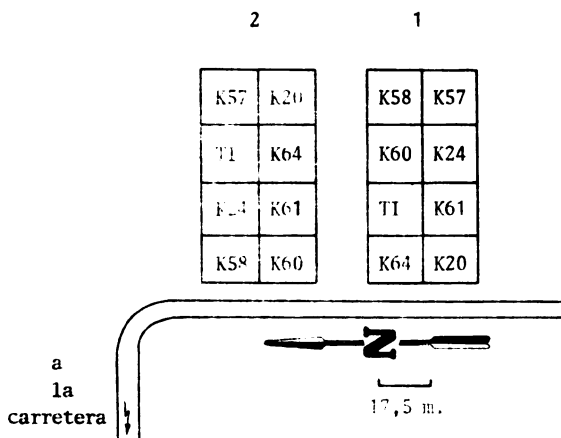 2 1
K57 K20 K58 K57
TI K64 K60 K24
K24 K61 TI K61
K58 K60 K64 K20
N
a
la
carretera
17,5 m.